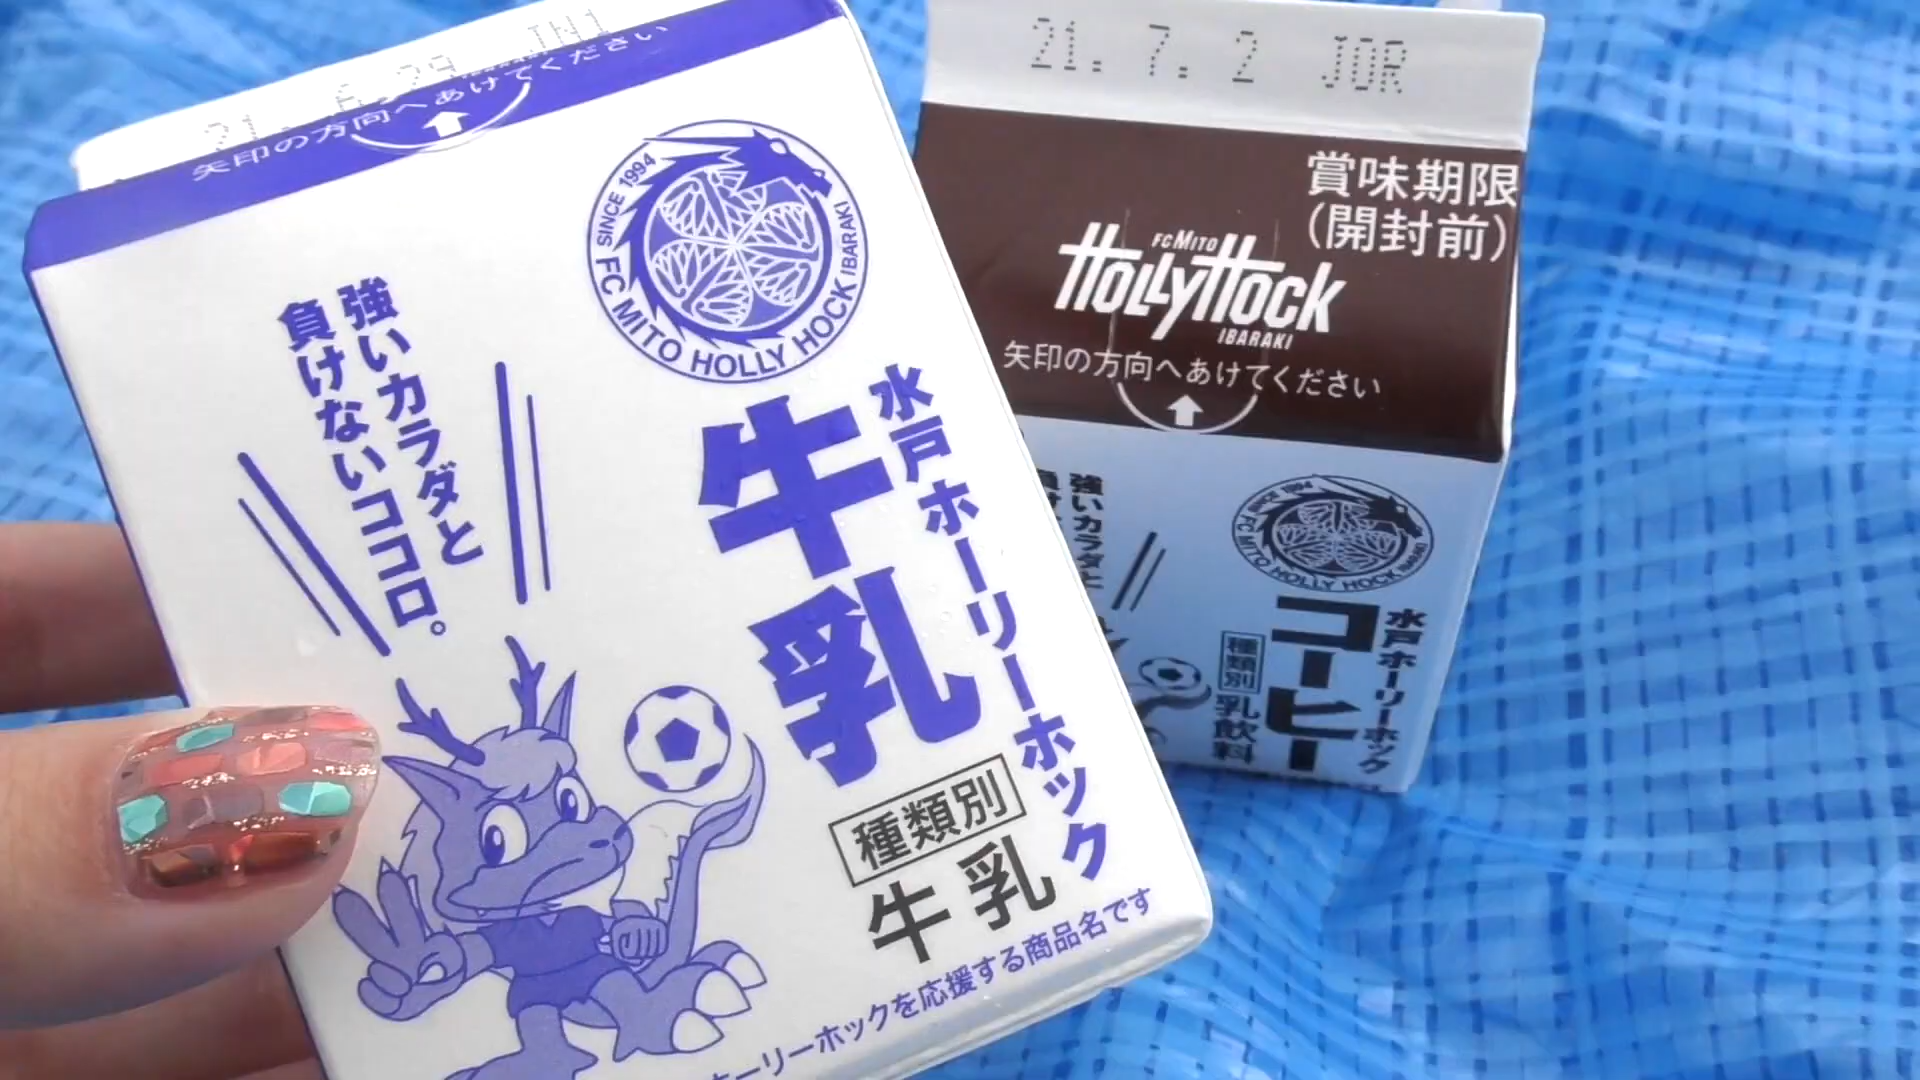 21. 6.29 JN1
矢印の方向へあけてください
SINCE 1994
FC MITO HOLLY HOCK IBARAKI
強いカラダと
負けないココロ。
水戸ホーリーホック
牛乳
種類別
牛乳
ホーリーホックを応援する商品名です
21. 7. 2 JOR
賞味期限
(開封前)
FC MITO
HOLLYHOCK
IBARAKI
矢印の方向へあけてください
SINCE 1994
FC MITO HOLLY HOCK IBARAKI
強いカラダと
負け
水戸ホーリーホック
コーヒー
種類別
乳飲料